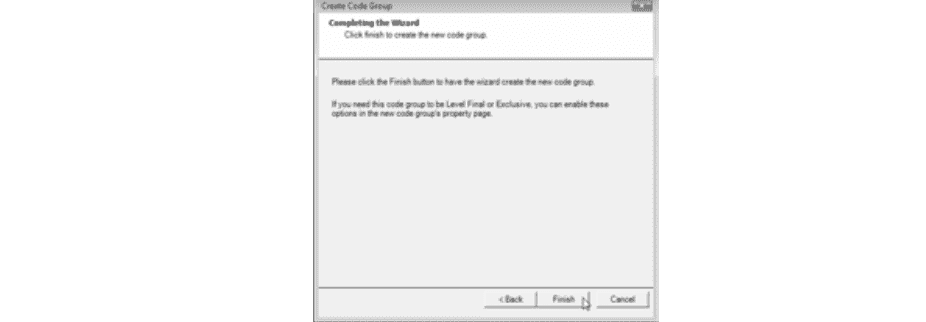 Create Code Group
Completing the Wizard
Click finish to create the new code group.
Please click the Finish button to have the wizard create the new code group.
If you need this code group to be Level Final or Exclusive, you can enable these
options in the new code group's property page.
< Back Finish Cancel